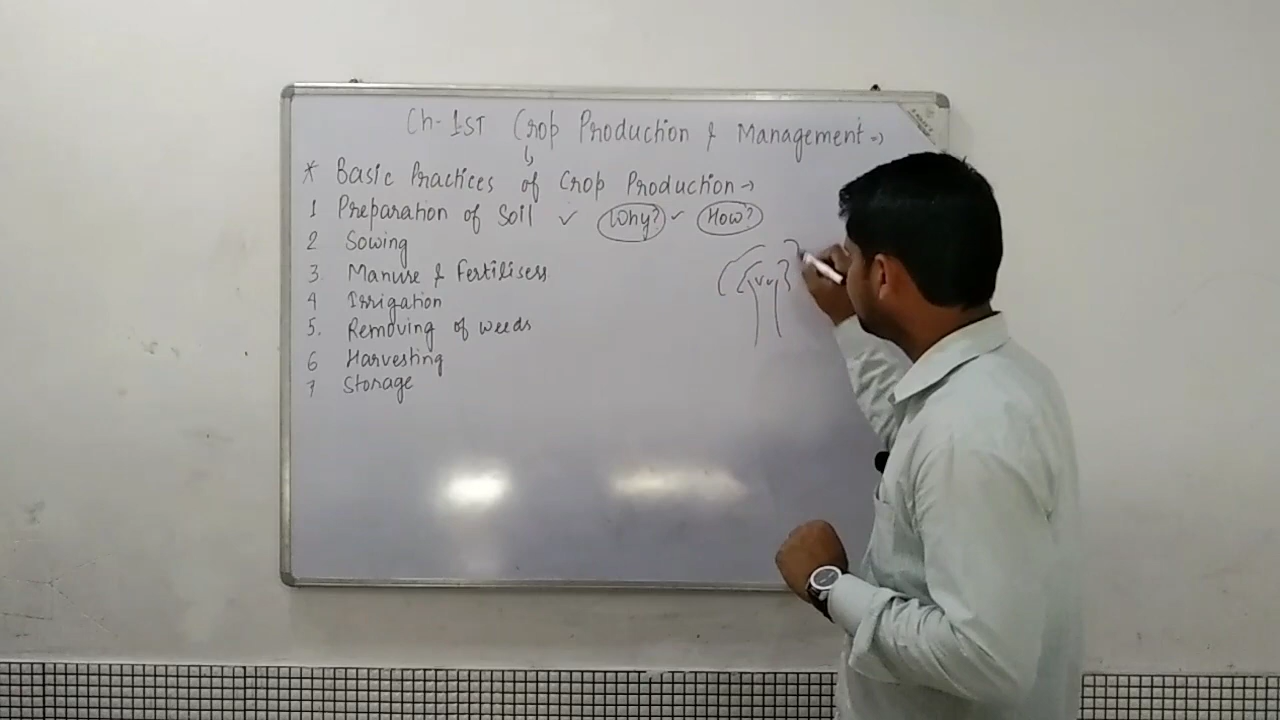 Ch- 1ST Crop Production & Management →
* Basic Practices of Crop Production →
1 Preparation of Soil ✓ Why? ✓ How?
2 Sowing
3. Manure & Fertilisers
4 Irrigation
5. Removing of weeds
6 Harvesting
7 Storage